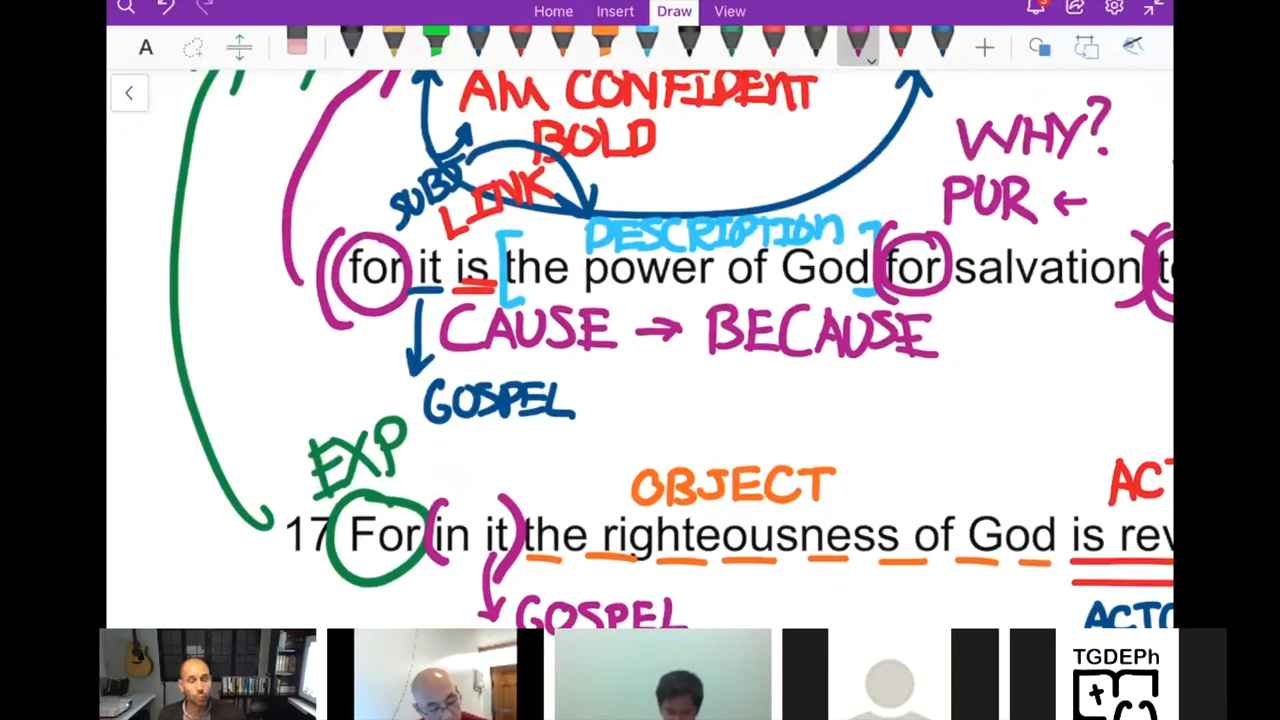 Home Insert Draw View
A
AM CONFIDENT
BOLD
WHY?
SUBJ
LINK
PUR ←
DESCRIPTION
for it is the power of God for salvation
CAUSE → BECAUSE
GOSPEL
EXP
OBJECT
17 For in it the righteousness of God is rev
GOSPEL
TGDEPh